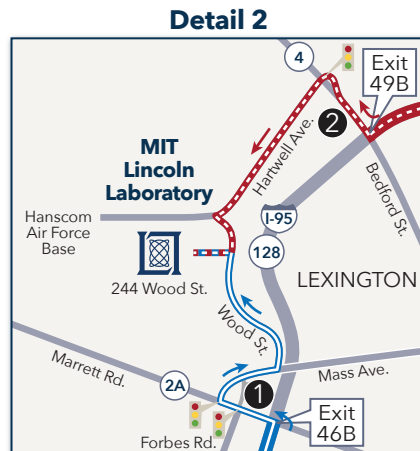 Detail 2
4
Exit
49B
Hartwell Ave.
2
Bedford St.
MIT
Lincoln
Laboratory
Hanscom
Air Force
Base
I-95
128
244 Wood St.
LEXINGTON
Wood St.
Marrett Rd.
2A
1
Mass Ave.
Exit
46B
Forbes Rd.